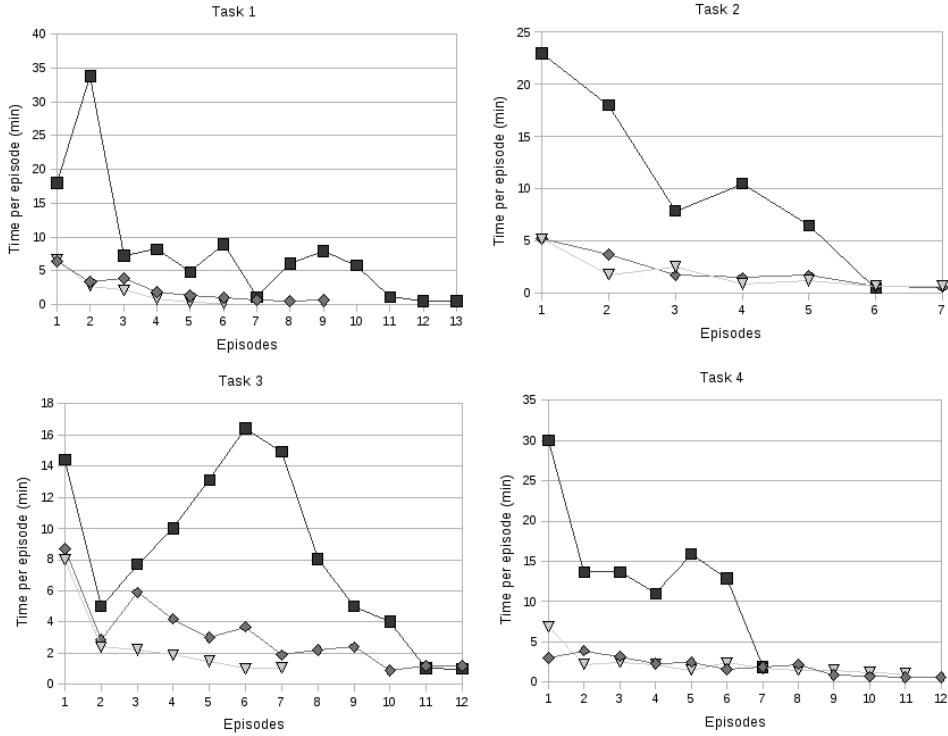 Task 1
Time per episode (min)
40
35
30
25
20
15
10
5
0
1 2 3 4 5 6 7 8 9 10 11 12 13
Episodes
Task 2
Time per episode (min)
25
20
15
10
5
0
1 2 3 4 5 6 7
Episodes
Task 3
Time per episode (min)
18
16
14
12
10
8
6
4
2
0
1 2 3 4 5 6 7 8 9 10 11 12
Episodes
Task 4
Time per episode (min)
35
30
25
20
15
10
5
0
1 2 3 4 5 6 7 8 9 10 11 12
Episodes